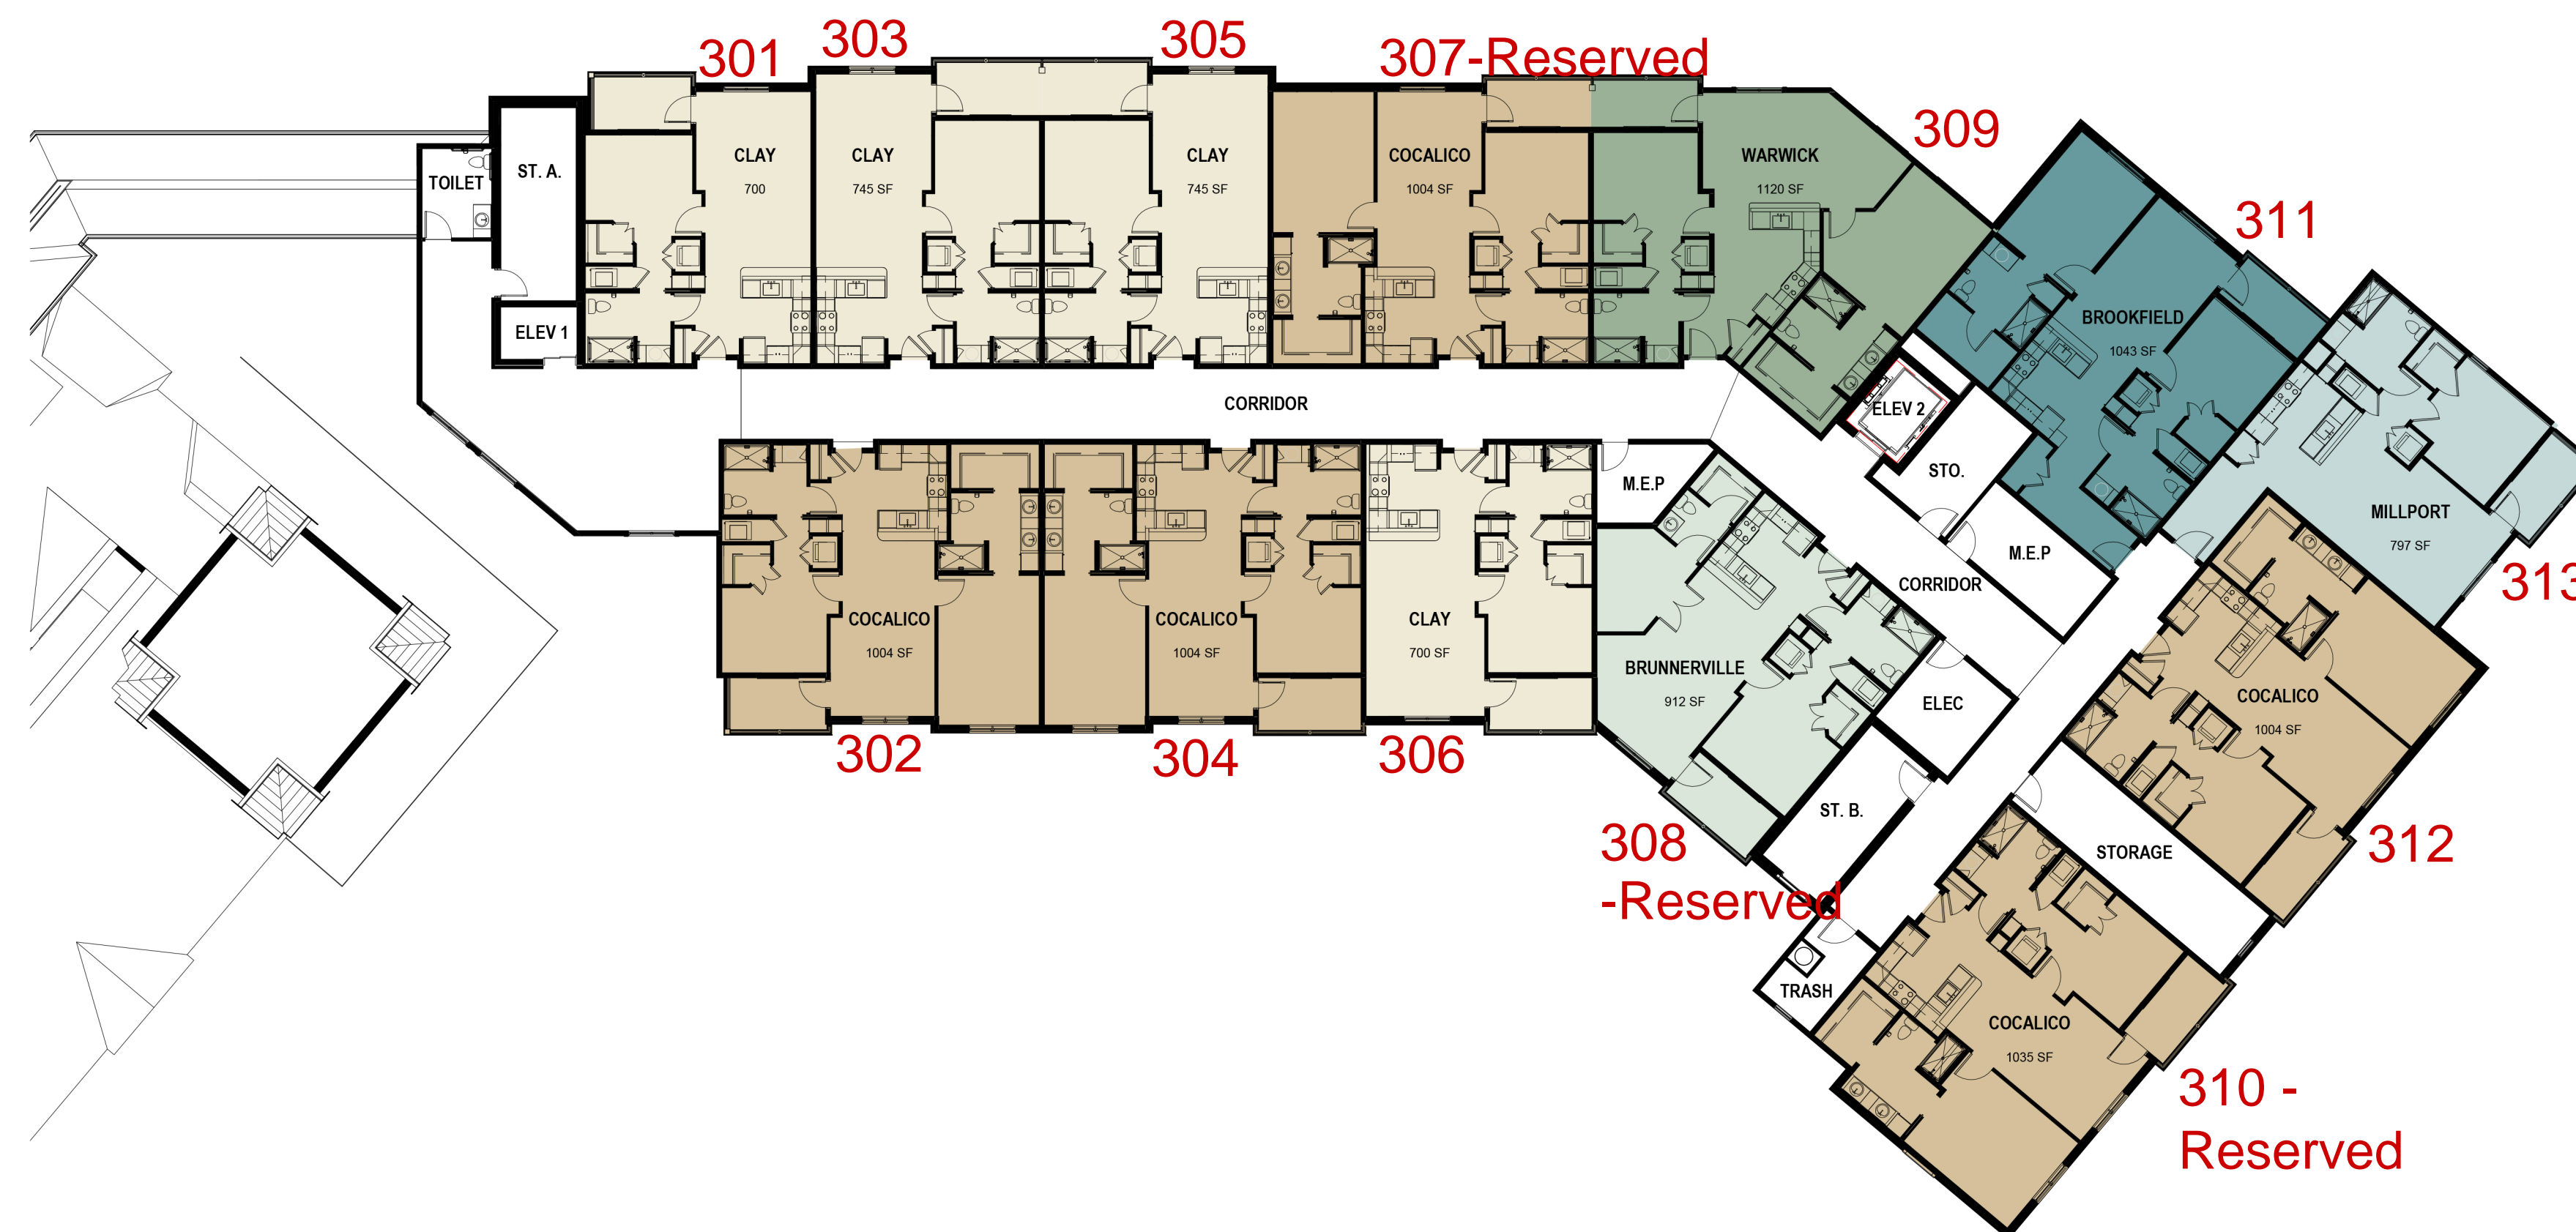 301
303
305
307-Reserved
309
311
313
TOILET
ST. A.
ELEV 1
CLAY
700
CLAY
745 SF
CLAY
745 SF
COCALICO
1004 SF
WARWICK
1120 SF
BROOKFIELD
1043 SF
MILLPORT
797 SF
CORRIDOR
ELEV 2
STO.
M.E.P
M.E.P
CORRIDOR
COCALICO
1004 SF
COCALICO
1004 SF
CLAY
700 SF
BRUNNERVILLE
912 SF
ELEC
ST. B.
COCALICO
1004 SF
STORAGE
TRASH
COCALICO
1035 SF
302
304
306
308
-Reserved
312
310 -
Reserved